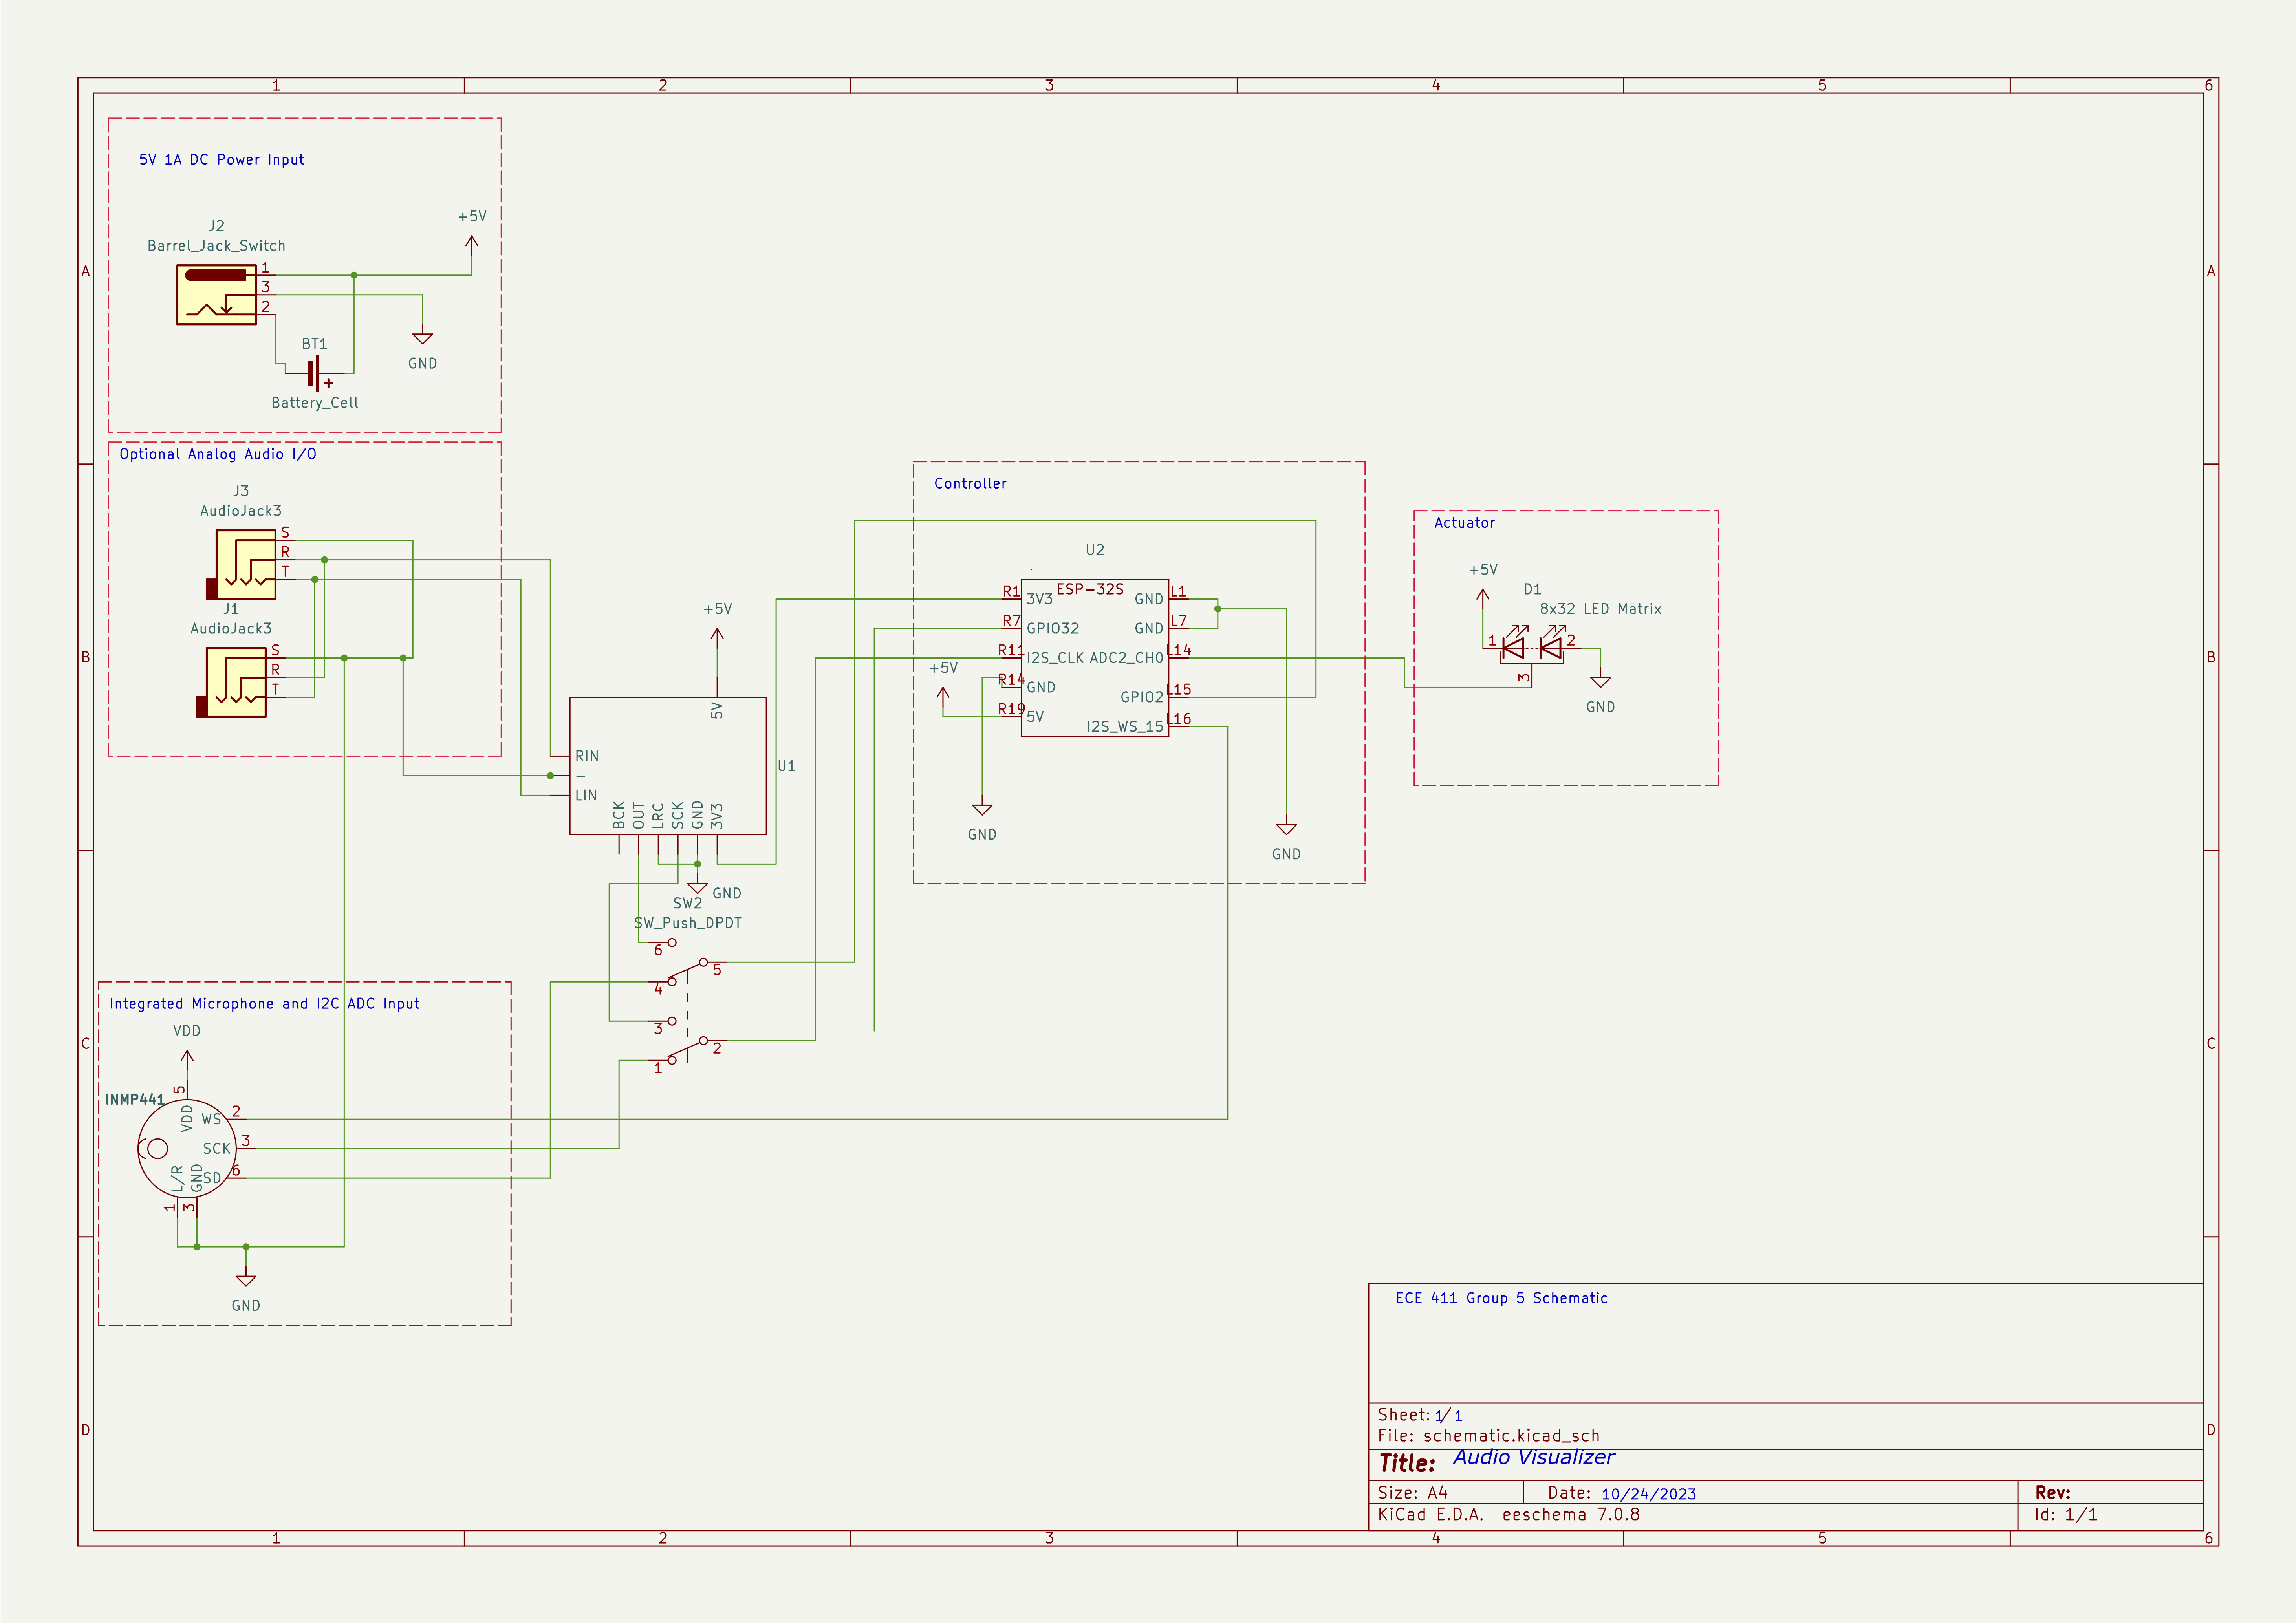 1 2 3 4 5 6
A
B
C
D
A
B
C
D
5V 1A DC Power Input
+5V
J2
Barrel_Jack_Switch
1
3
2
BT1
+
Battery_Cell
GND
Optional Analog Audio I/O
J3
AudioJack3
S
R
T
J1
AudioJack3
S
R
T
+5V
5V
RIN
–
LIN
U1
BCK
OUT
LRC
SCK
GND
3V3
GND
SW2
SW_Push_DPDT
6
5
4
3
2
1
Controller
U2
ESP-32S
R1 3V3 GND L1
R7 GPIO32 GND L7
R11 I2S_CLK ADC2_CH0 L14
+5V
R14 GND GPIO2 L15
R19 5V I2S_WS_15 L16
GND
GND
Actuator
+5V
D1
8x32 LED Matrix
1 2
3
GND
Integrated Microphone and I2C ADC Input
VDD
5
INMP441
VDD
WS 2
SCK 3
SD 6
L/R
GND
1
3
GND
ECE 411 Group 5 Schematic
Sheet: 1/1
File: schematic.kicad_sch
Title: Audio Visualizer
Size: A4 Date: 10/24/2023 Rev:
KiCad E.D.A. eeschema 7.0.8 Id: 1/1
1 2 3 4 5 6